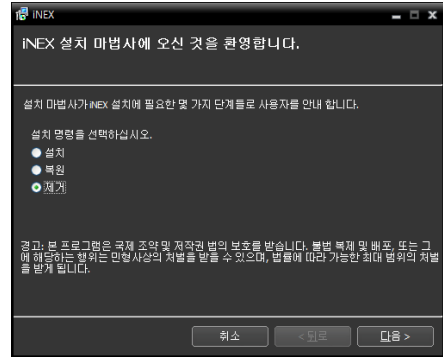 iNEX
iNEX 설치 마법사에 오신 것을 환영합니다.
설치 마법사가 iNEX 설치에 필요한 몇 가지 단계들로 사용자를 안내 합니다.
설치 명령을 선택하십시오.
설치
복원
제거
경고: 본 프로그램은 국제 조약 및 저작권 법의 보호를 받습니다. 불법 복제 및 배포, 또는 그
에 해당하는 행위는 민형사상의 처벌을 받을 수 있으며, 법률에 따라 가능한 최대 범위의 처벌
을 받게 됩니다.
취소
< 뒤로
다음 >